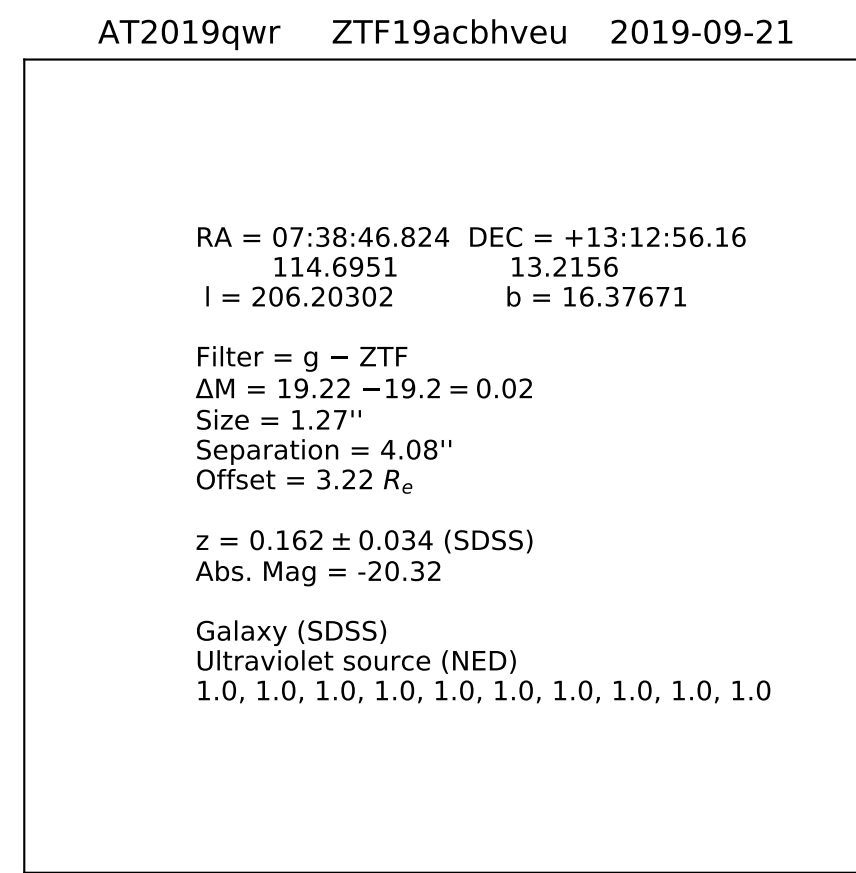 AT2019qwr ZTF19acbhveu 2019-09-21
RA = 07:38:46.824 DEC = +13:12:56.16
114.6951 13.2156
l = 206.20302 b = 16.37671
Filter = g − ZTF
ΔM = 19.22 −19.2 = 0.02
Size = 1.27''
Separation = 4.08''
Offset = 3.22 Rₑ
z = 0.162 ± 0.034 (SDSS)
Abs. Mag = -20.32
Galaxy (SDSS)
Ultraviolet source (NED)
1.0, 1.0, 1.0, 1.0, 1.0, 1.0, 1.0, 1.0, 1.0, 1.0